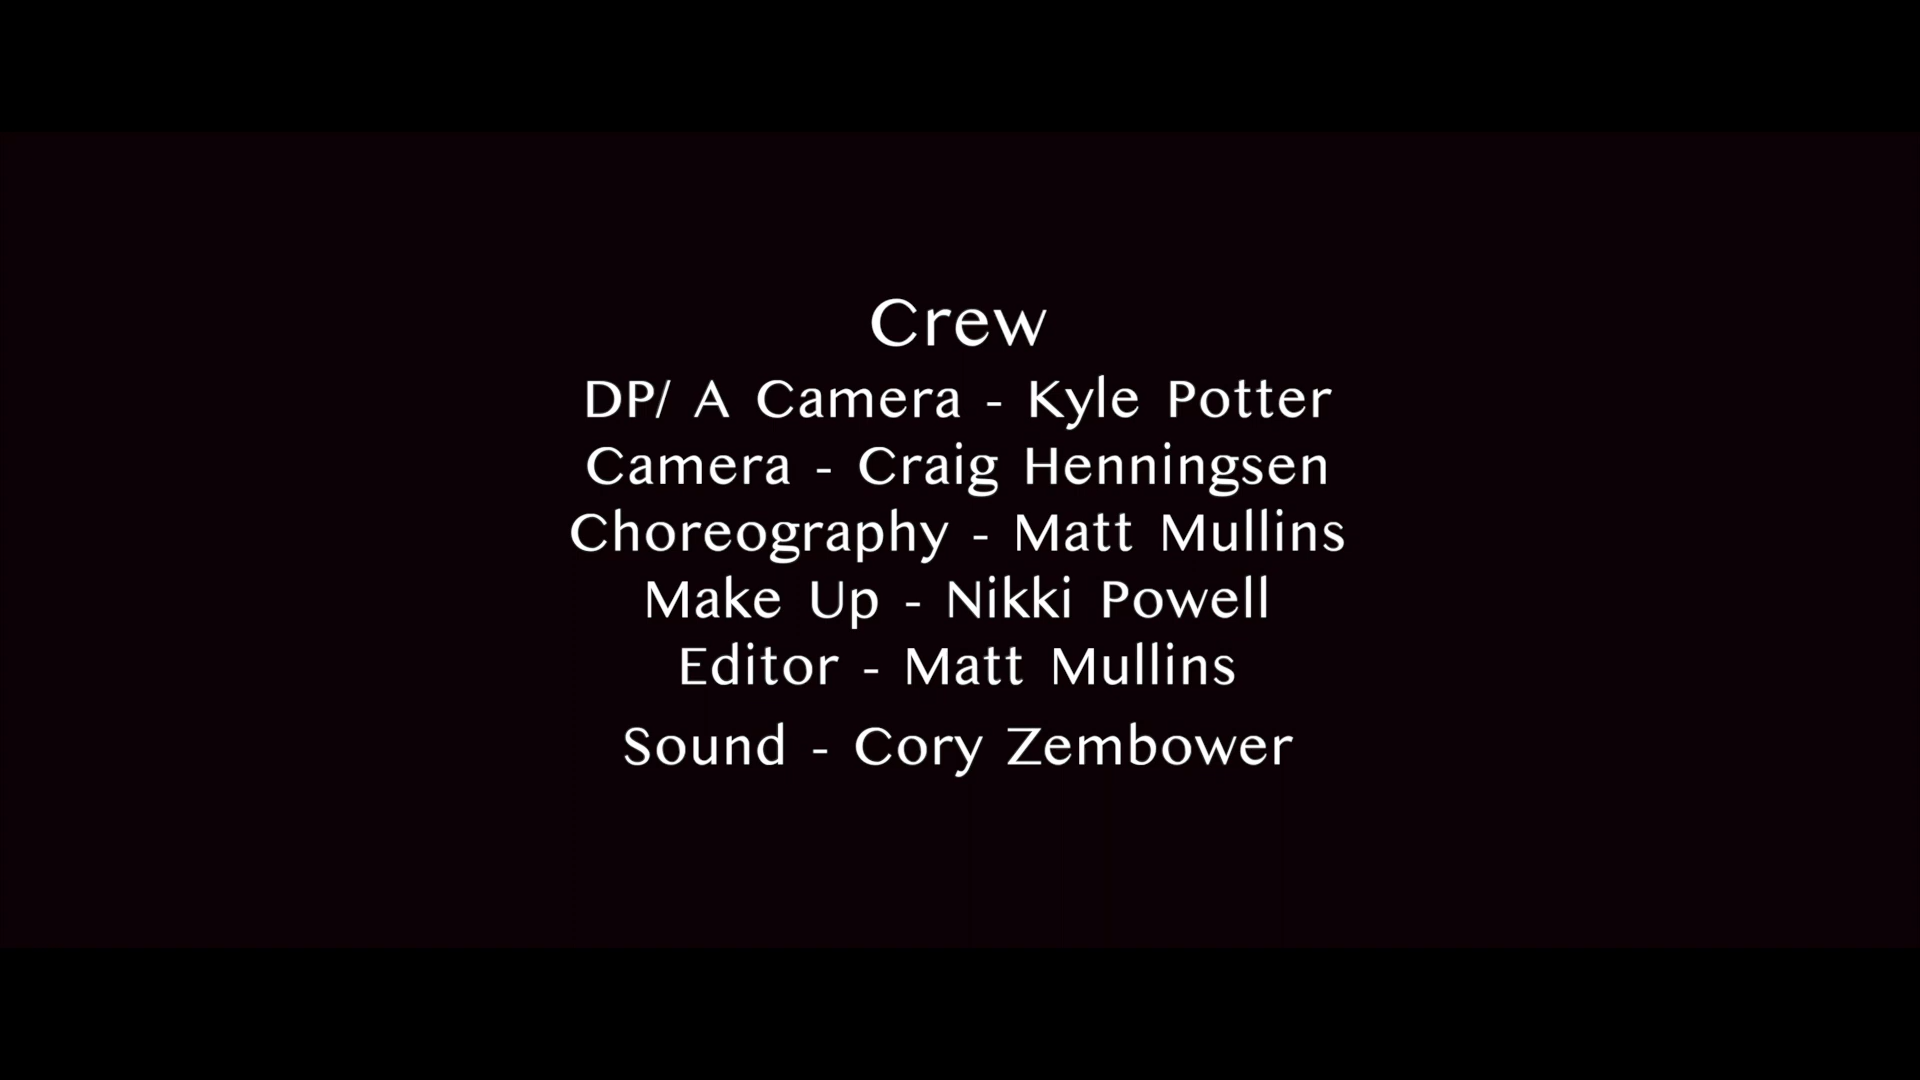 Crew
DP/ A Camera - Kyle Potter
Camera - Craig Henningsen
Choreography - Matt Mullins
Make Up - Nikki Powell
Editor - Matt Mullins
Sound - Cory Zembower